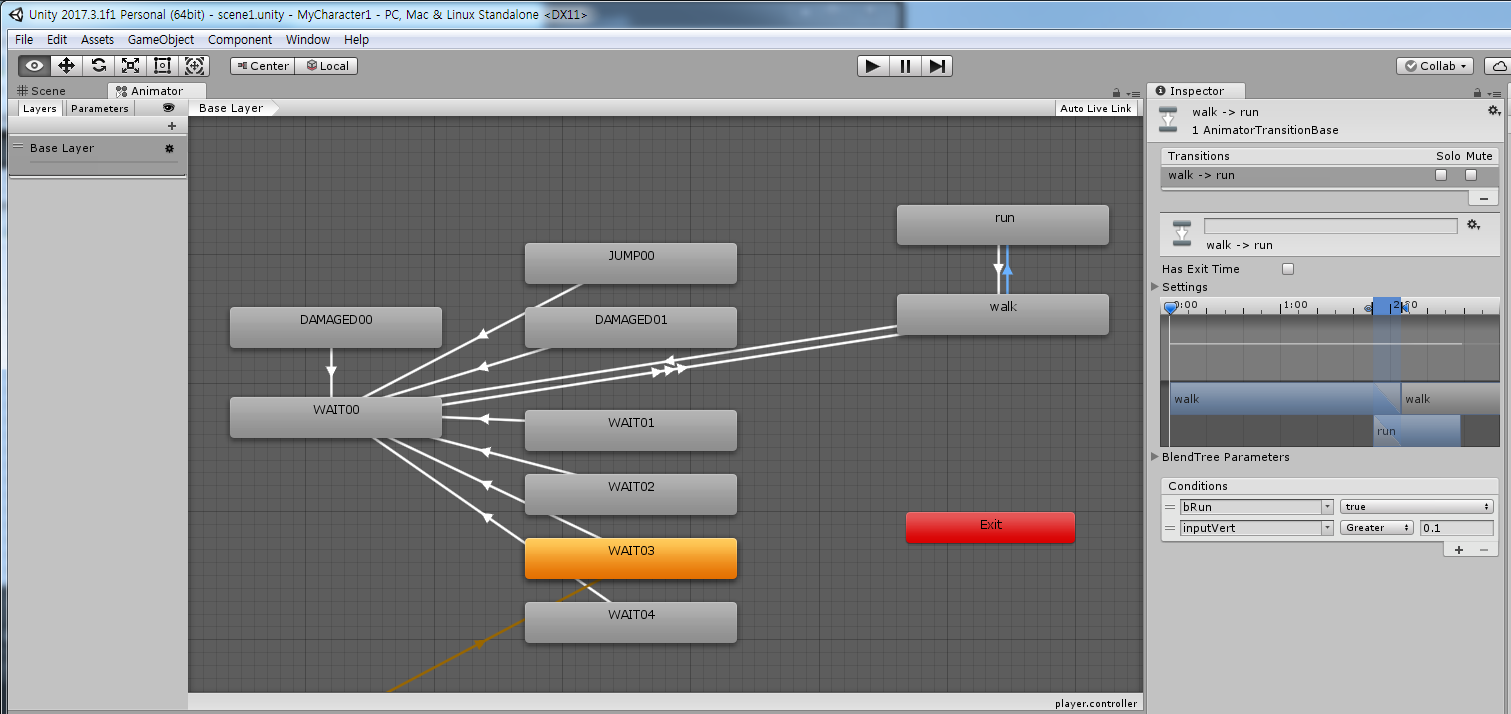 Unity 2017.3.1f1 Personal (64bit) - scene1.unity - MyCharacter1 - PC, Mac & Linux Standalone <DX11>
File Edit Assets GameObject Component Window Help
Center Local
Collab
Scene
Animator
Layers Parameters
Base Layer
Auto Live Link
Base Layer
run
JUMP00
walk
DAMAGED00
DAMAGED01
WAIT00
WAIT01
WAIT02
Exit
WAIT03
WAIT04
player.controller
Inspector
walk -> run
1 AnimatorTransitionBase
Transitions Solo Mute
walk -> run
walk -> run
Has Exit Time
Settings
0:00 1:00
walk walk
run
BlendTree Parameters
Conditions
bRun true
inputVert Greater 0.1